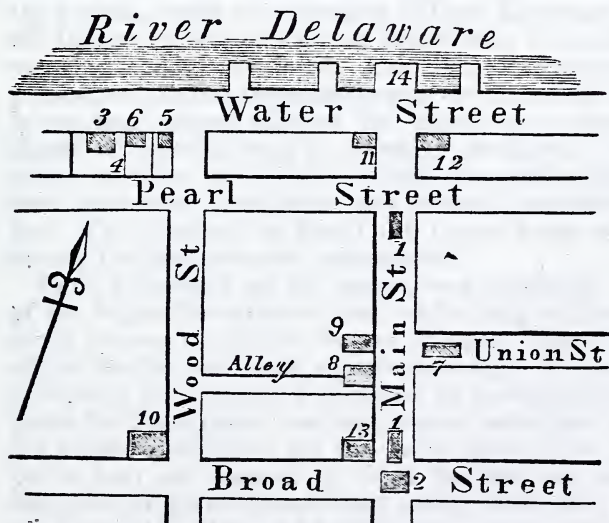 River Delaware
14
Water Street
3 6 5
4 11 12
Pearl Street
1
Wood St
Main St
9
Union St
7
Alley 8
10 13 1
Broad 2 Street